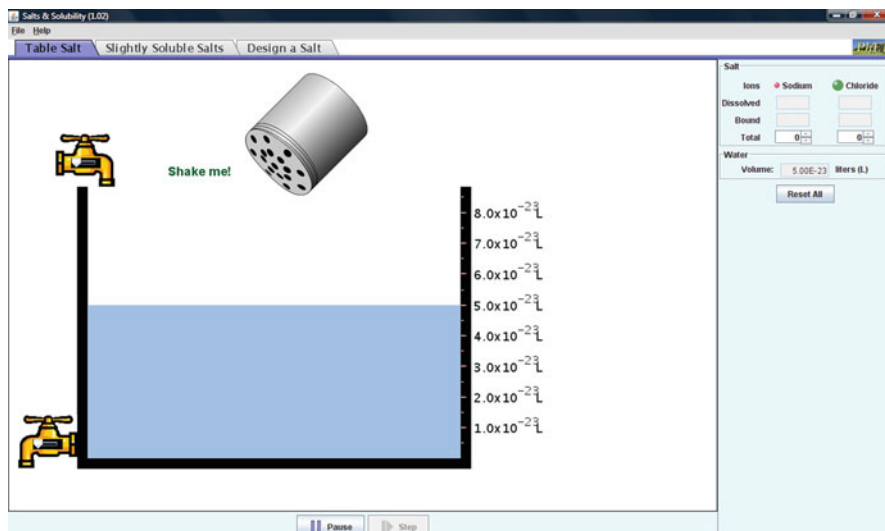 Salts & Solubility (1.02)
File Help
Table Salt Slightly Soluble Salts Design a Salt PhET
Salt
Ions Sodium Chloride
Dissolved
Bound
Total 0 0
Water
Volume: 5.00E-23 liters (L)
Reset All
Shake me!
8.0x10⁻²³L
7.0x10⁻²³L
6.0x10⁻²³L
5.0x10⁻²³L
4.0x10⁻²³L
3.0x10⁻²³L
2.0x10⁻²³L
1.0x10⁻²³L
Pause Step